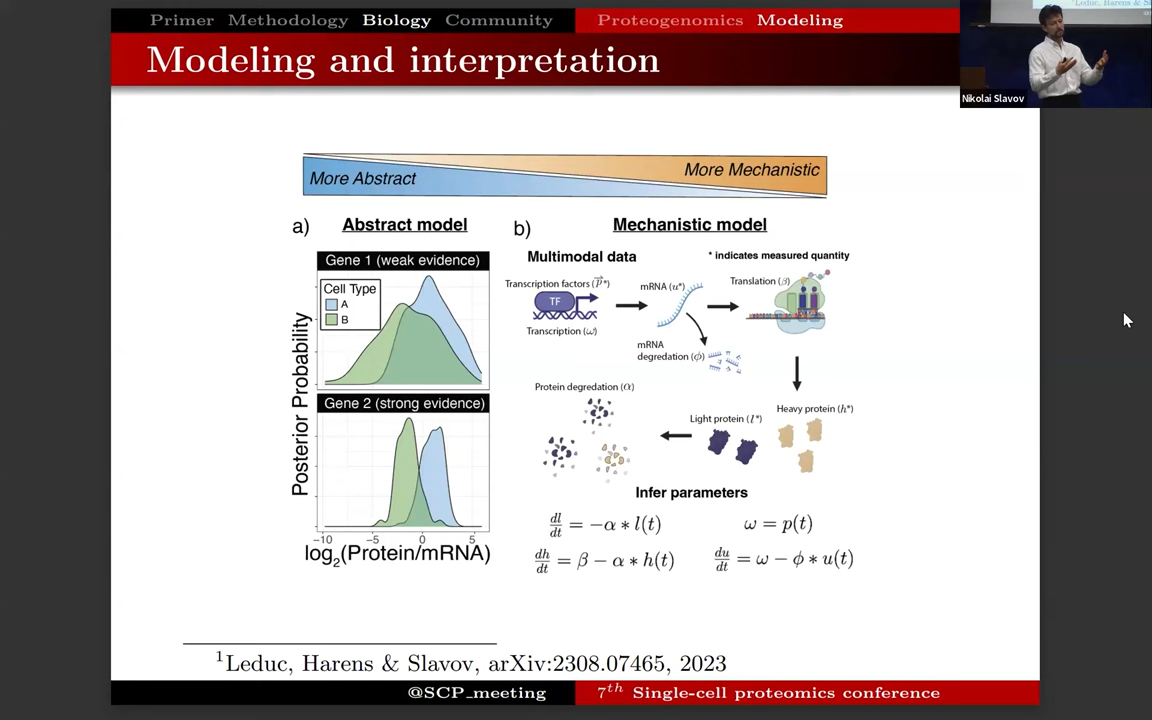 Primer Methodology Biology Community Proteogenomics Modeling
Modeling and interpretation
Nikolai Slavov
More Abstract
More Mechanistic
a) Abstract model
Gene 1 (weak evidence)
Cell Type
A
B
Gene 2 (strong evidence)
Posterior Probability
-10 -5 0 5
log2(Protein/mRNA)
b) Mechanistic model
Multimodal data
* indicates measured quantity
Transcription factors (p⃗*)
TF
Transcription (ω)
mRNA (u*)
mRNA
degradation (ϕ)
Translation (β)
Heavy protein (h*)
Light protein (l*)
Protein degredation (α)
Infer parameters
dl/dt = −α * l(t)
ω = p(t)
dh/dt = β − α * h(t)
du/dt = ω − ϕ * u(t)
1Leduc, Harens & Slavov, arXiv:2308.07465, 2023
@SCP_meeting
7th Single-cell proteomics conference